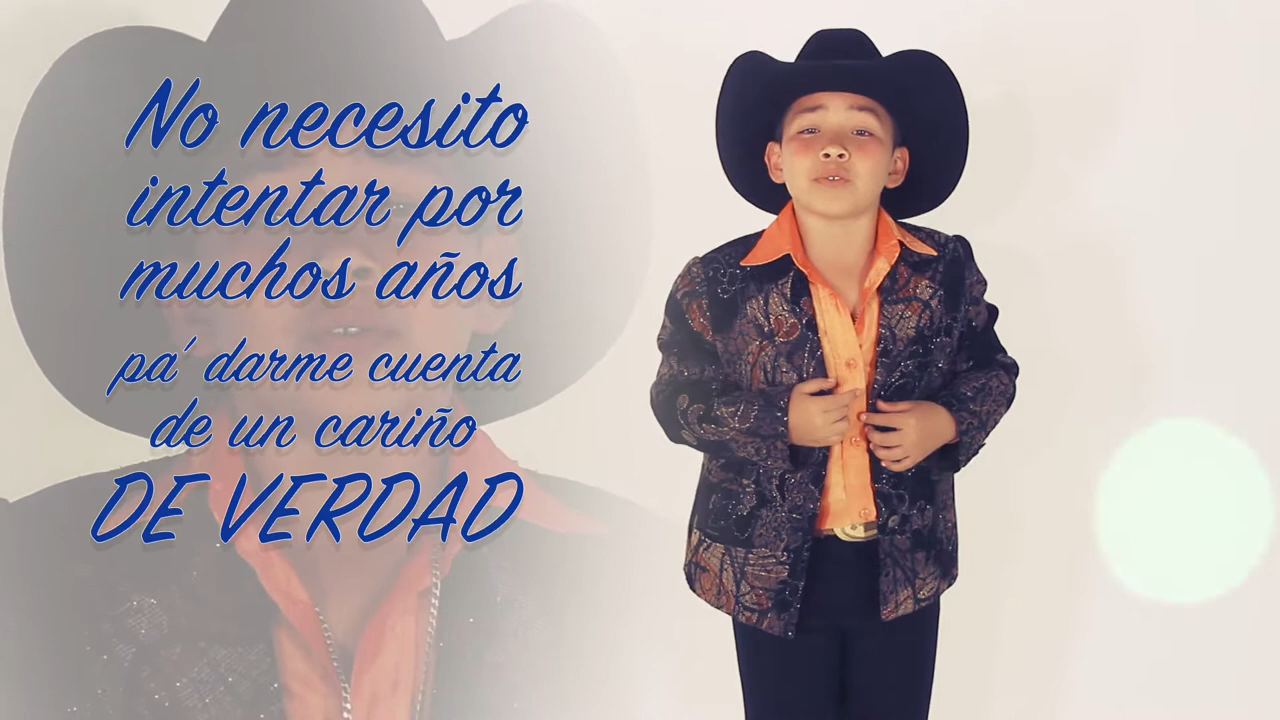 No necesito
intentar por
muchos años
pa' darme cuenta
de un cariño
DE VERDAD